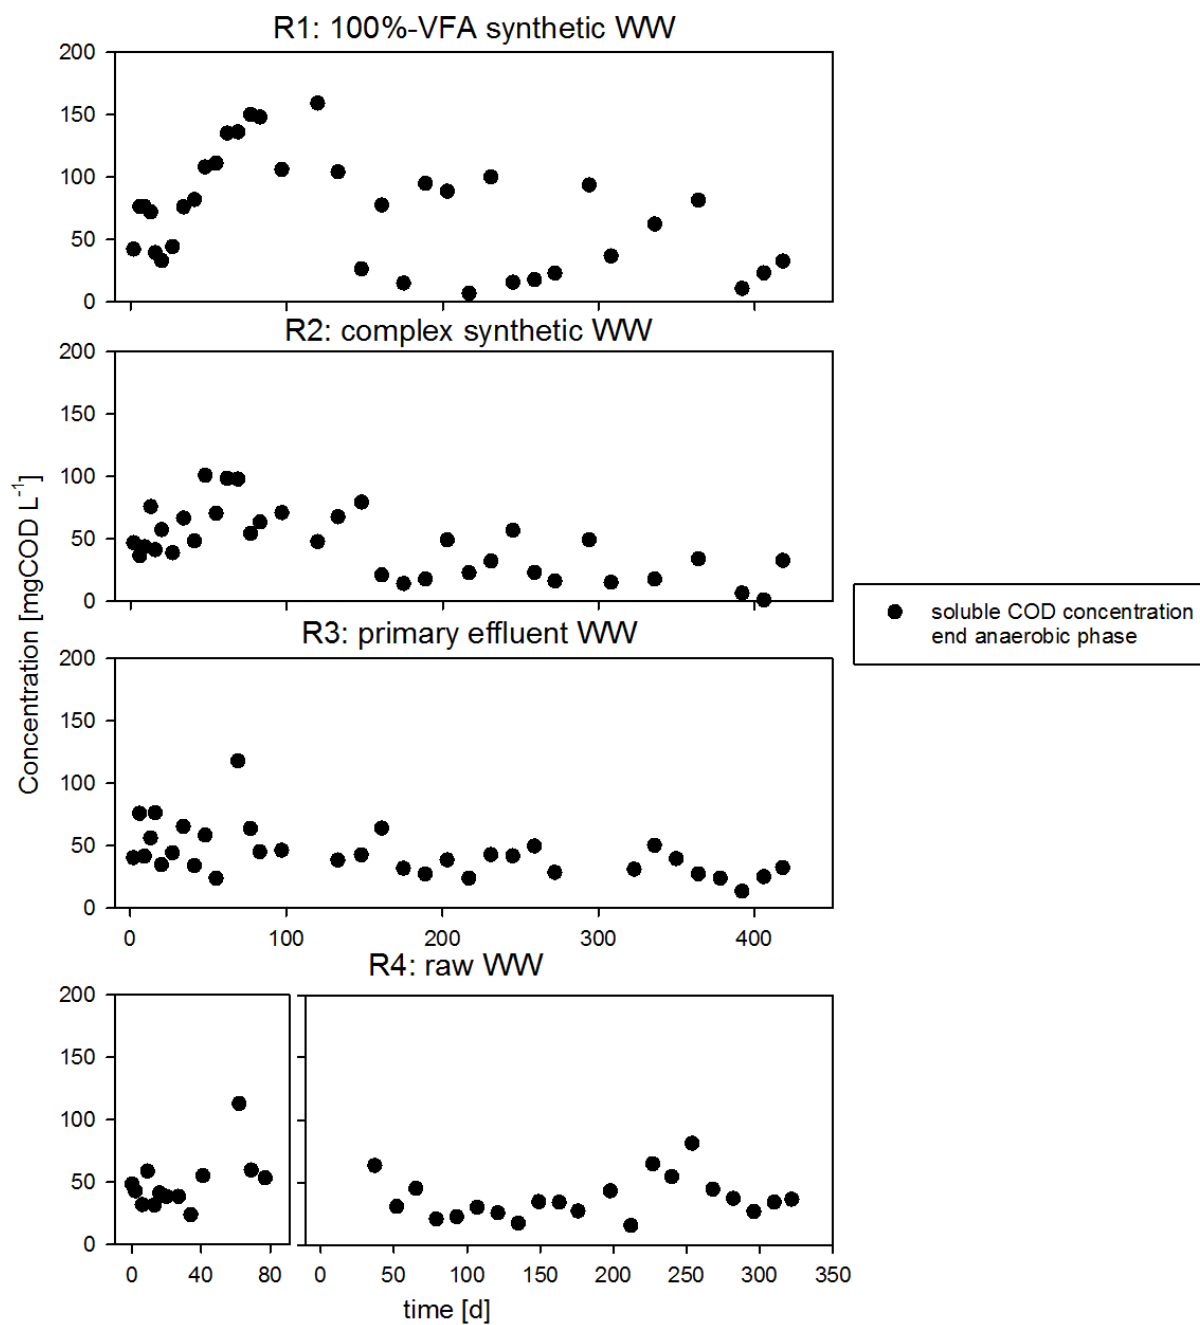 R1: 100%-VFA synthetic WW
200
150
100
50
0
R2: complex synthetic WW
200
150
100
50
0
R3: primary effluent WW
200
150
100
50
0
0 100 200 300 400
R4: raw WW
200
150
100
50
0
0 40 80 0 50 100 150 200 250 300 350
time [d]
Concentration [mgCOD L⁻¹]
soluble COD concentration
end anaerobic phase